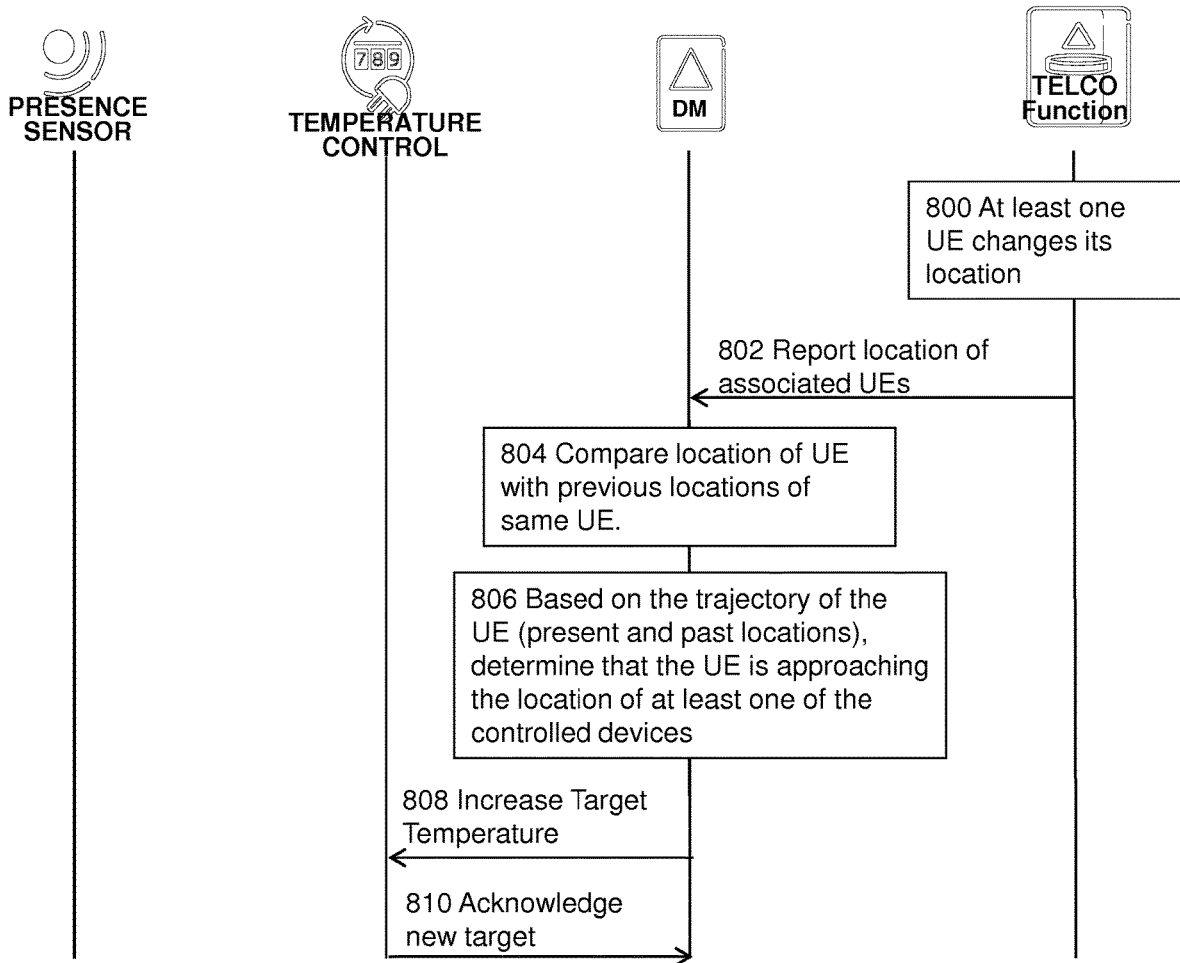 789
PRESENCE
SENSOR
TEMPERATURE
CONTROL
DM
TELCO
Function
800 At least one
UE changes its
location
802 Report location of
associated UEs
804 Compare location of UE
with previous locations of
same UE.
806 Based on the trajectory of the
UE (present and past locations),
determine that the UE is approaching
the location of at least one of the
controlled devices
808 Increase Target
Temperature
810 Acknowledge
new target